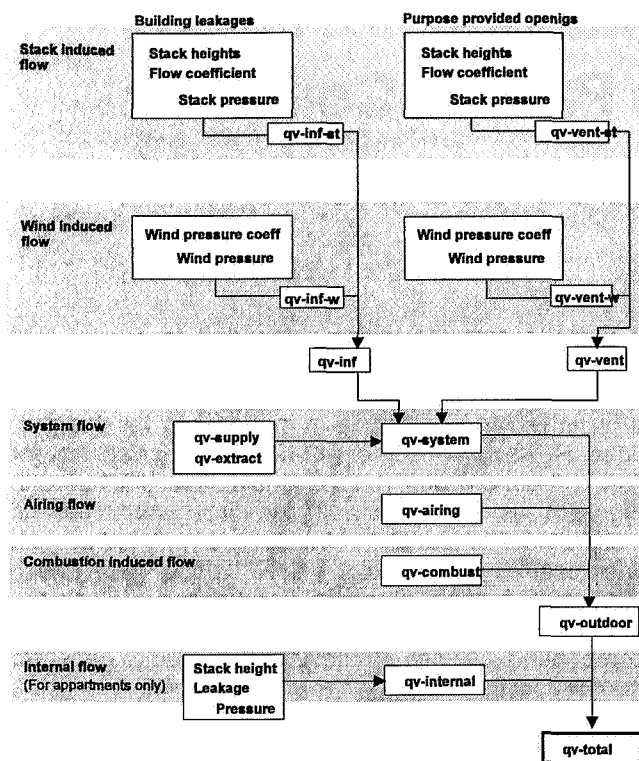 Building leakages
Purpose provided openigs
Stack induced
flow
Stack heights
Flow coefficient
Stack pressure
Stack heights
Flow coefficient
Stack pressure
qv-inf-st
qv-vent-st
Wind induced
flow
Wind pressure coeff
Wind pressure
Wind pressure coeff
Wind pressure
qv-inf-w
qv-vent-w
qv-inf
qv-vent
System flow
qv-supply
qv-extract
qv-system
Airing flow
qv-airing
Combustion induced flow
qv-combust
qv-outdoor
Internal flow
(For appartments only)
Stack height
Leakage
Pressure
qv-internal
qv-total